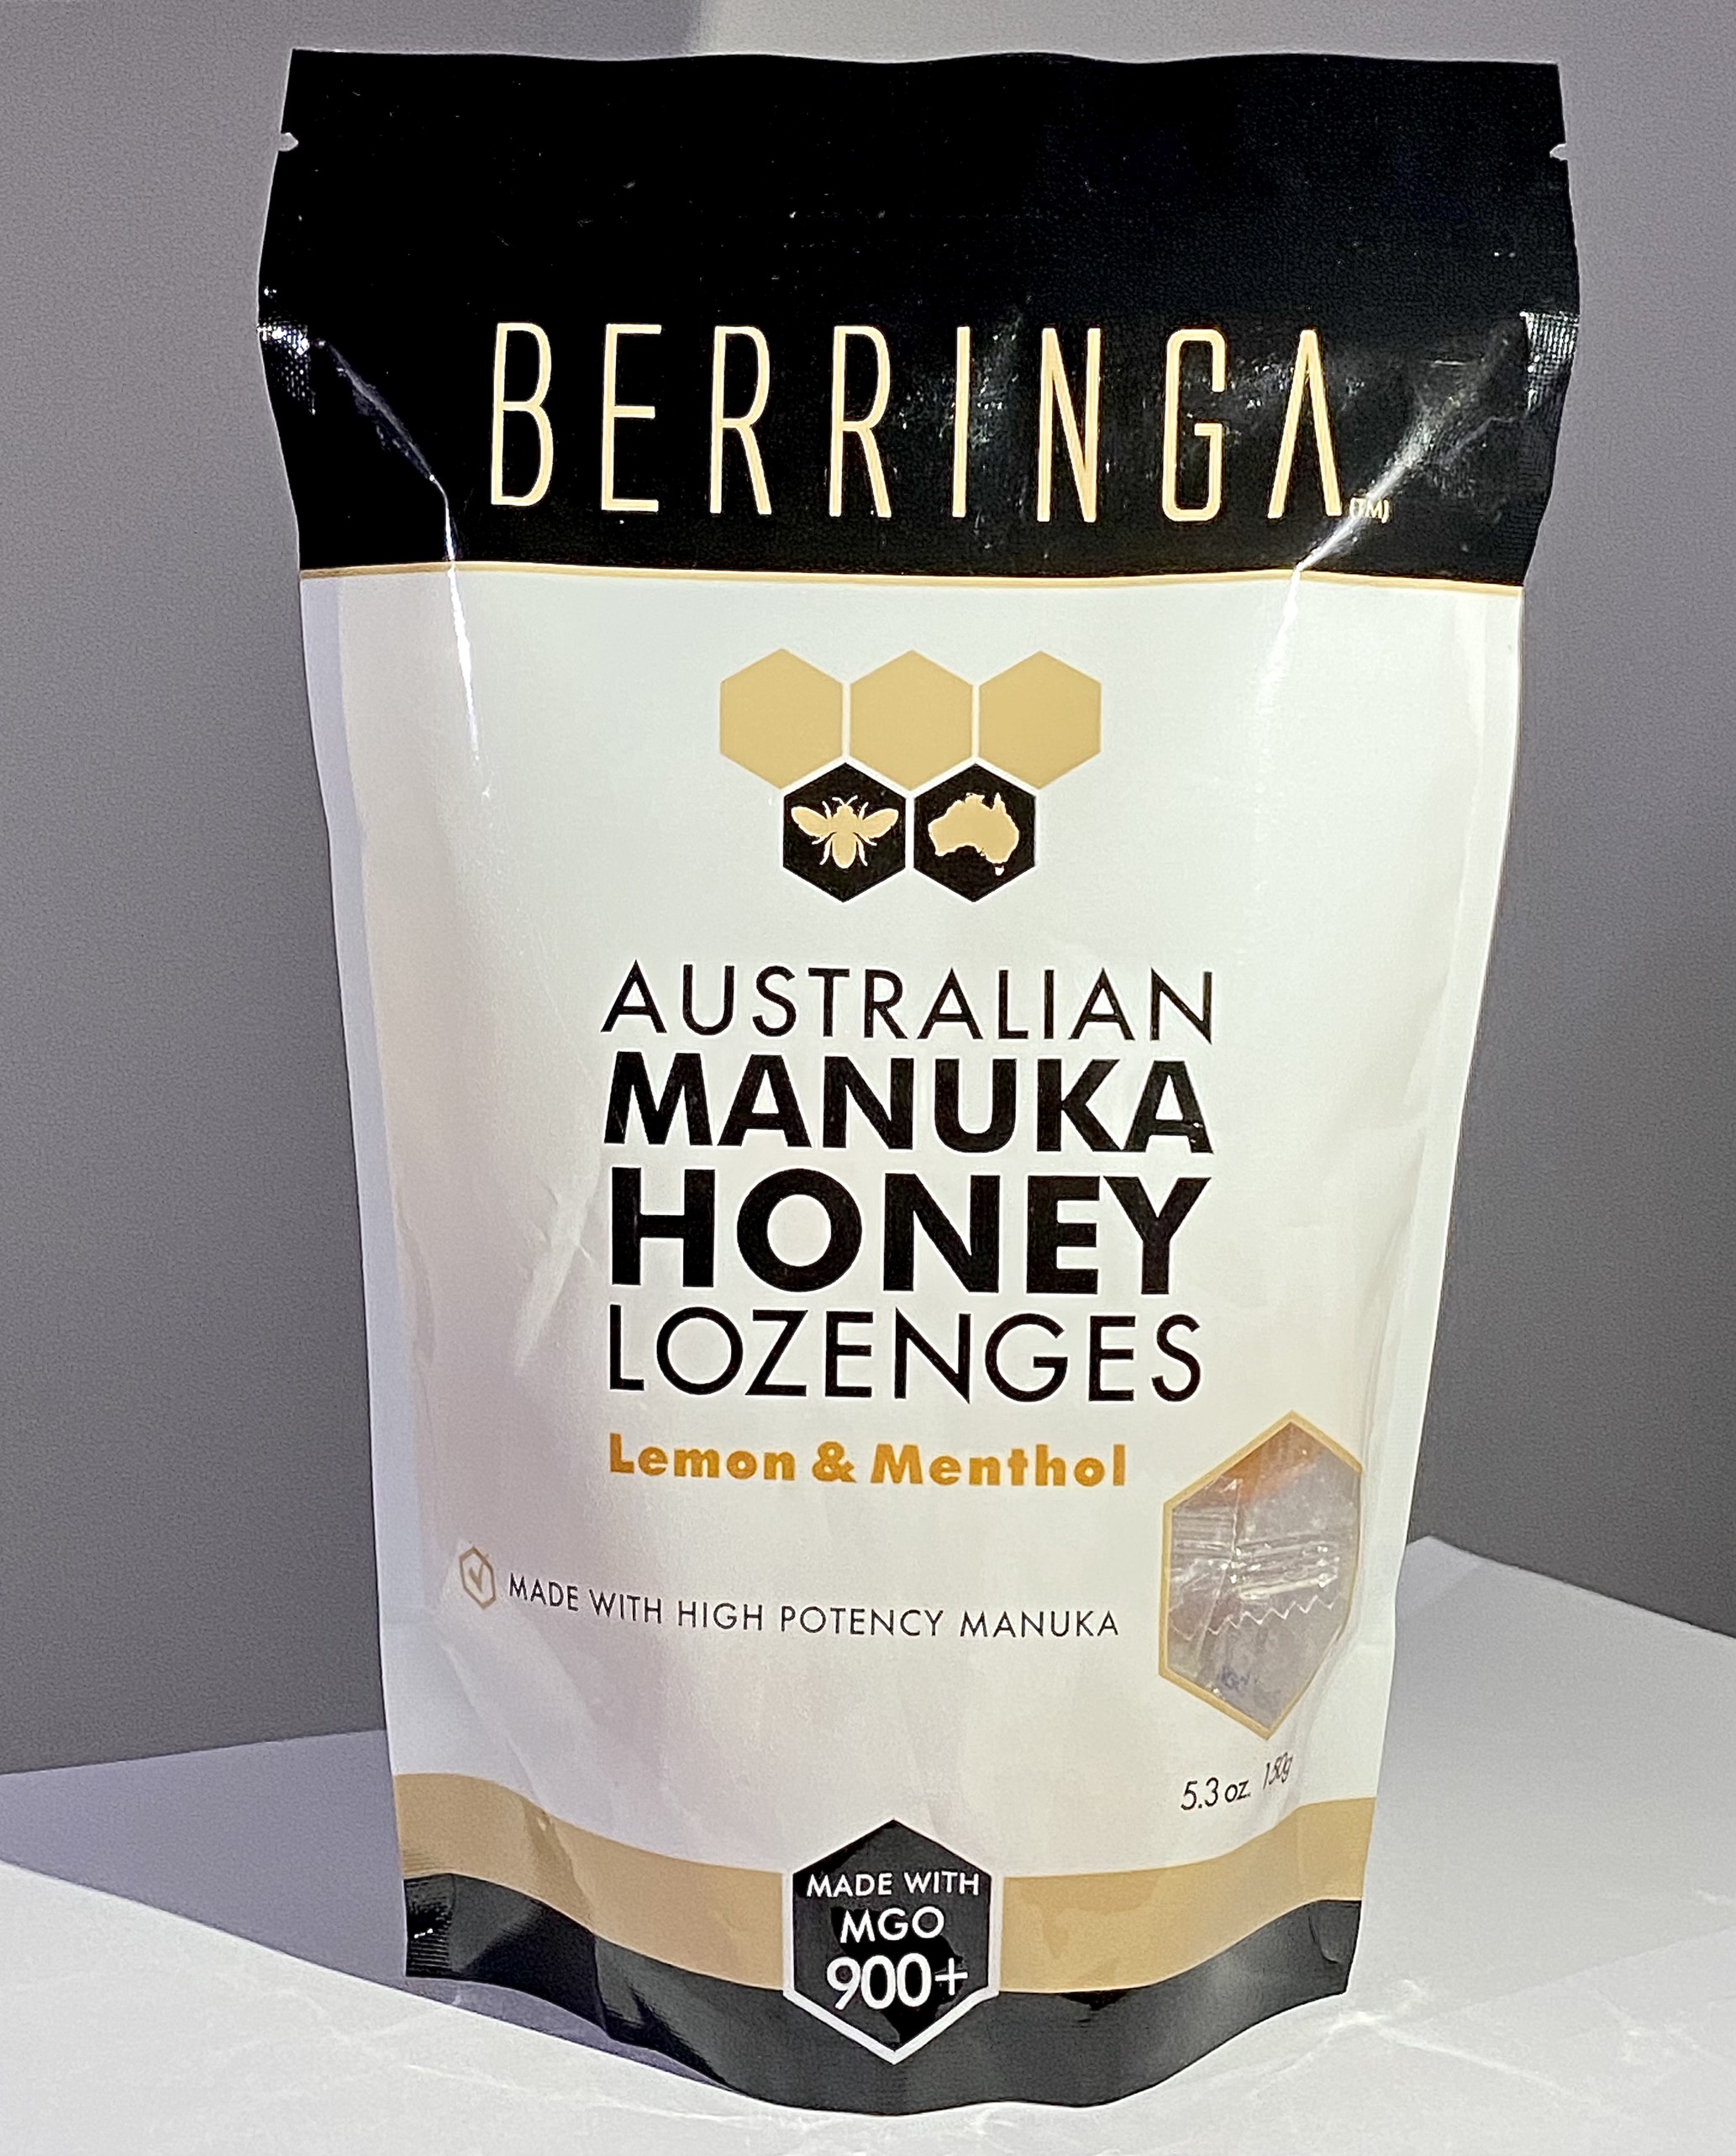 BERRINGA
(TM)
AUSTRALIAN
MANUKA
HONEY
LOZENGES
Lemon & Menthol
MADE WITH HIGH POTENCY MANUKA
5.3 oz. 150g
MADE WITH
MGO
900+